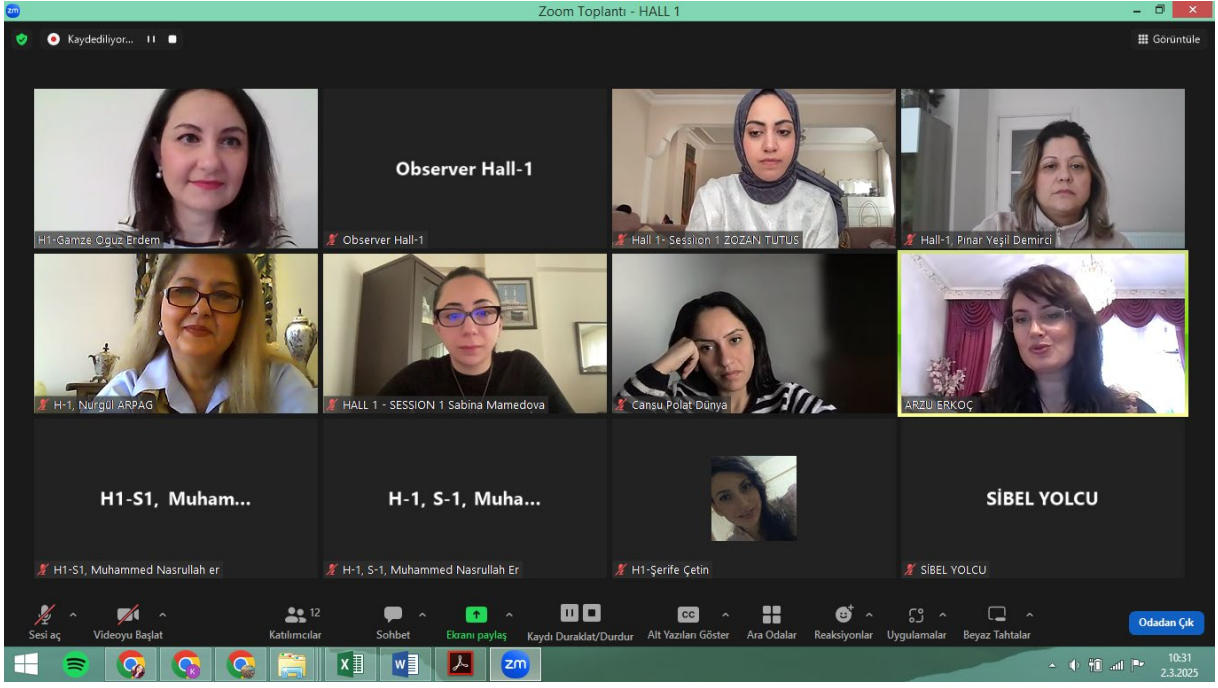 zm
Zoom Toplantı - HALL 1
Kaydediliyor...
Görüntüle
H1-Gamze Oguz Erdem
Observer Hall-1
Observer Hall-1
Hall 1- Sessiion 1 ZOZAN TUTUS
Hall-1, Pınar Yeşil Demirci
H-1, Nurgül ARPAG
HALL 1 - SESSION 1 Sabina Mamedova
Cansu Polat Dünya
ARZU ERKOÇ
H1-S1, Muham...
H1-S1, Muhammed Nasrullah er
H-1, S-1, Muha...
H-1, S-1, Muhammed Nasrullah Er
H1-Şerife Çetin
SİBEL YOLCU
SİBEL YOLCU
Sesi aç
Videoyu Başlat
12
Katılımcılar
Sohbet
Ekranı paylaş
Kaydı Duraklat/Durdur
CC
Alt Yazıları Göster
Ara Odalar
Reaksiyonlar
Uygulamalar
Beyaz Tahtalar
Odadan Çık
K
X
W
zm
10:31
2.3.2025